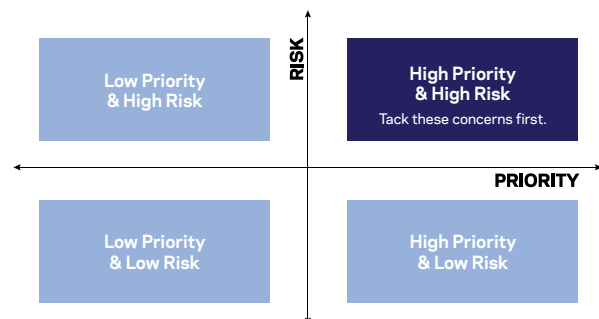 RISK
Low Priority
& High Risk
High Priority
& High Risk
Tack these concerns first.
PRIORITY
Low Priority
& Low Risk
High Priority
& Low Risk